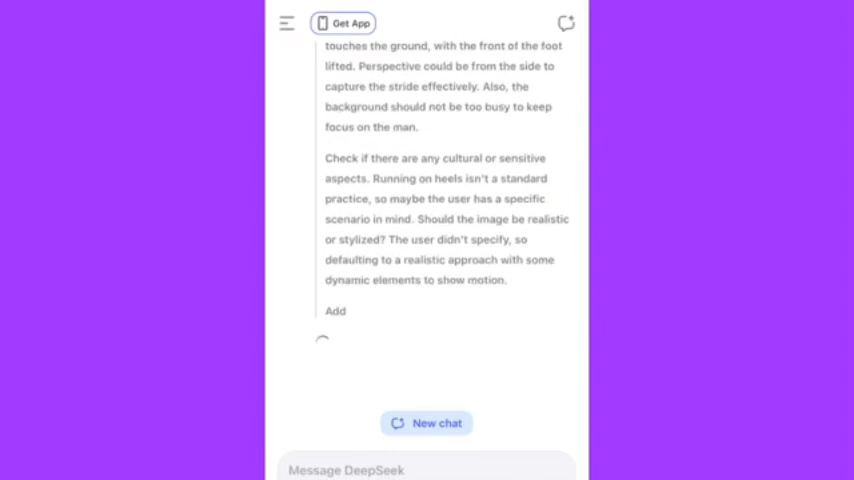 Get App
touches the ground, with the front of the foot
lifted. Perspective could be from the side to
capture the stride effectively. Also, the
background should not be too busy to keep
focus on the man.
Check if there are any cultural or sensitive
aspects. Running on heels isn't a standard
practice, so maybe the user has a specific
scenario in mind. Should the image be realistic
or stylized? The user didn't specify, so
defaulting to a realistic approach with some
dynamic elements to show motion.
Add
New chat
Message DeepSeek